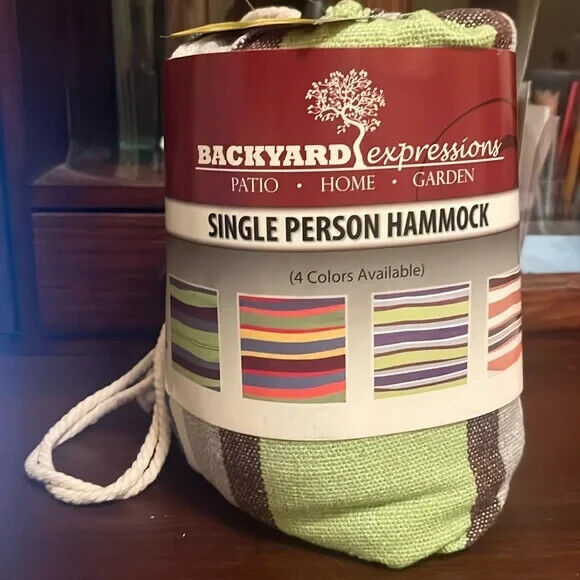 BACKYARD expressions
PATIO • HOME • GARDEN
SINGLE PERSON HAMMOCK
(4 Colors Available)